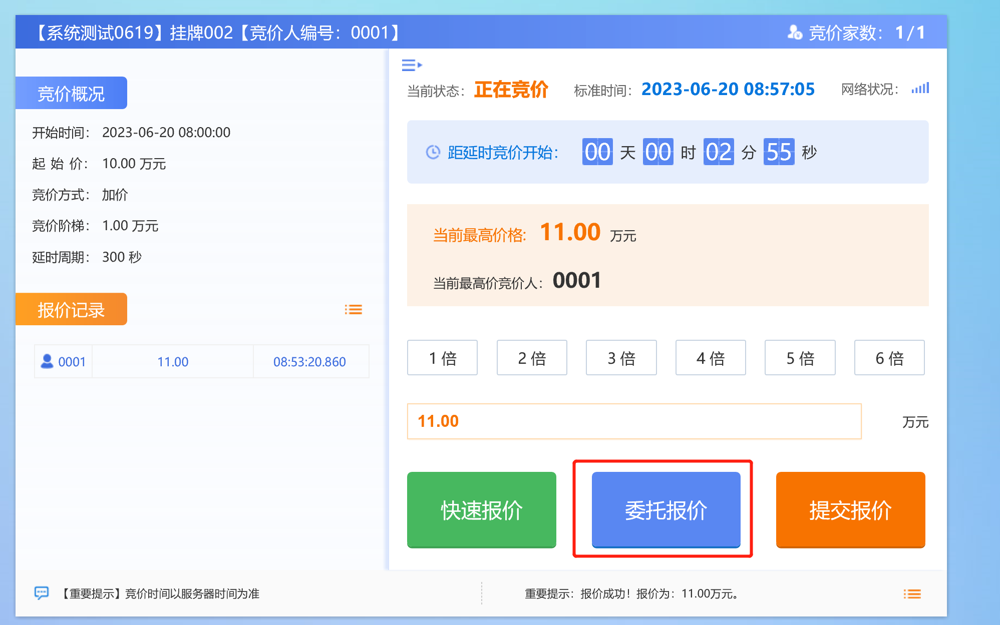 【系统测试0619】挂牌002【竞价人编号：0001】
竞价家数： 1/1
竞价概况
开始时间： 2023-06-20 08:00:00
起 始 价： 10.00 万元
竞价方式： 加价
竞价阶梯： 1.00 万元
延时周期： 300 秒
报价记录
0001 11.00 08:53:20.860
当前状态： 正在竞价 标准时间： 2023-06-20 08:57:05 网络状况：
距延时竞价开始： 00 天 00 时 02 分 55 秒
当前最高价格: 11.00 万元
当前最高价竞价人： 0001
1 倍 2 倍 3 倍 4 倍 5 倍 6 倍
11.00 万元
快速报价 委托报价 提交报价
【重要提示】竞价时间以服务器时间为准
重要提示：报价成功！报价为：11.00万元。